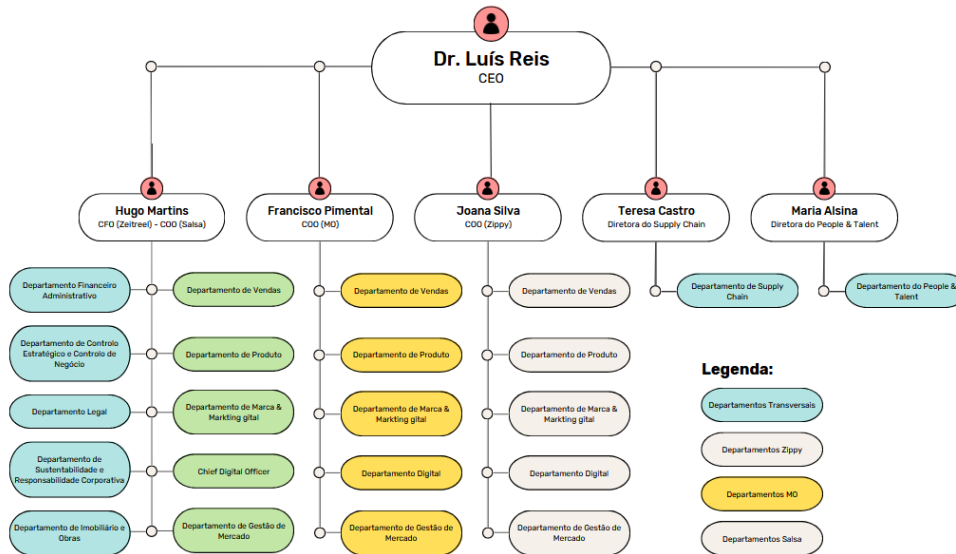 Dr. Luís Reis
CEO
Hugo Martins
CFO (Zeitreel) - COO (Salsa)
Francisco Pimental
COO (MO)
Joana Silva
COO (Zippy)
Teresa Castro
Diretora do Supply Chain
Maria Alsina
Diretora do People & Talent
Departamento Financeiro
Administrativo
Departamento de Controlo
Estratégico e Controlo de
Negócio
Departamento Legal
Departamento de
Sustentabilidade e
Responsabilidade Corporativa
Departamento de Imobiliário e
Obras
Departamento de Vendas
Departamento de Produto
Departamento de Marca &
Markting gital
Chief Digital Officer
Departamento de Gestão de
Mercado
Departamento de Vendas
Departamento de Produto
Departamento de Marca &
Markting gital
Departamento Digital
Departamento de Gestão de
Mercado
Departamento de Vendas
Departamento de Produto
Departamento de Marca &
Markting gital
Departamento Digital
Departamento de Gestão de
Mercado
Departamento de Supply
Chain
Departamento do People &
Talent
Legenda:
Departamentos Transversais
Departamentos Zippy
Departamentos MO
Departamentos Salsa